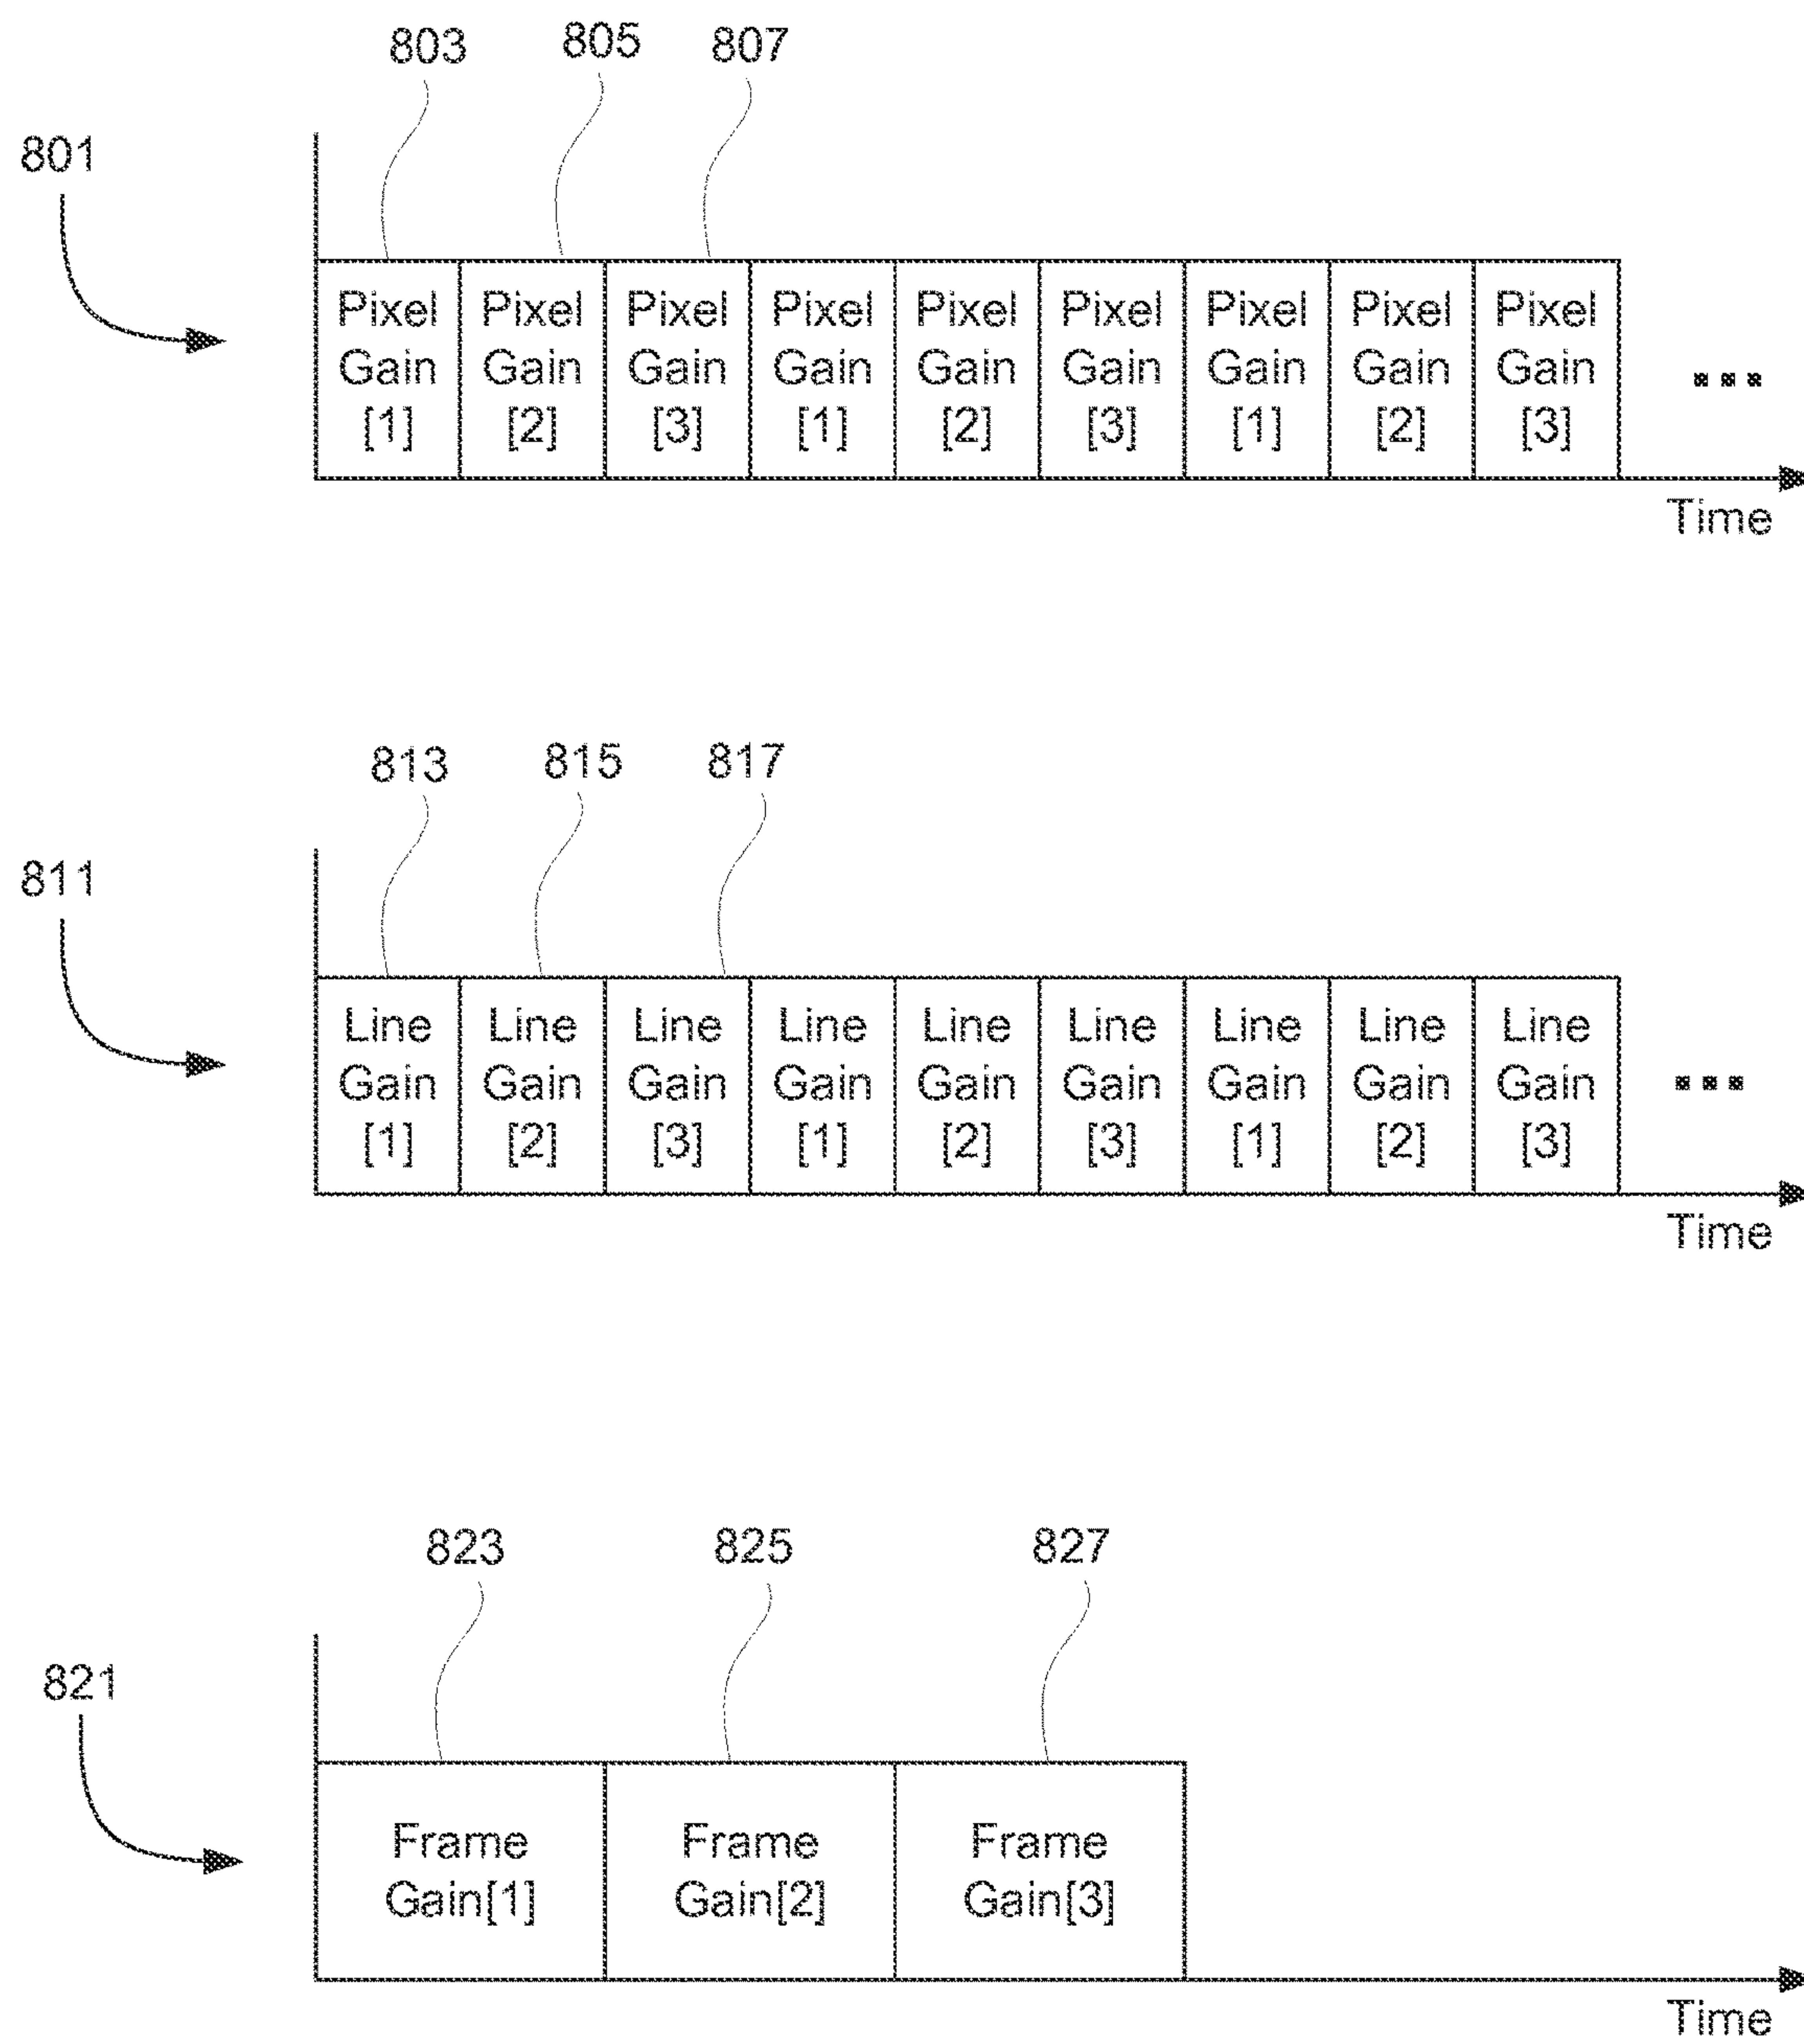 803 805 807
801
Pixel Pixel Pixel Pixel Pixel Pixel Pixel Pixel Pixel
Gain Gain Gain Gain Gain Gain Gain Gain Gain
[1] [2] [3] [1] [2] [3] [1] [2] [3]
...
Time
813 815 817
811
Line Line Line Line Line Line Line Line Line
Gain Gain Gain Gain Gain Gain Gain Gain Gain
[1] [2] [3] [1] [2] [3] [1] [2] [3]
...
Time
823 825 827
821
Frame Frame Frame
Gain[1] Gain[2] Gain[3]
Time